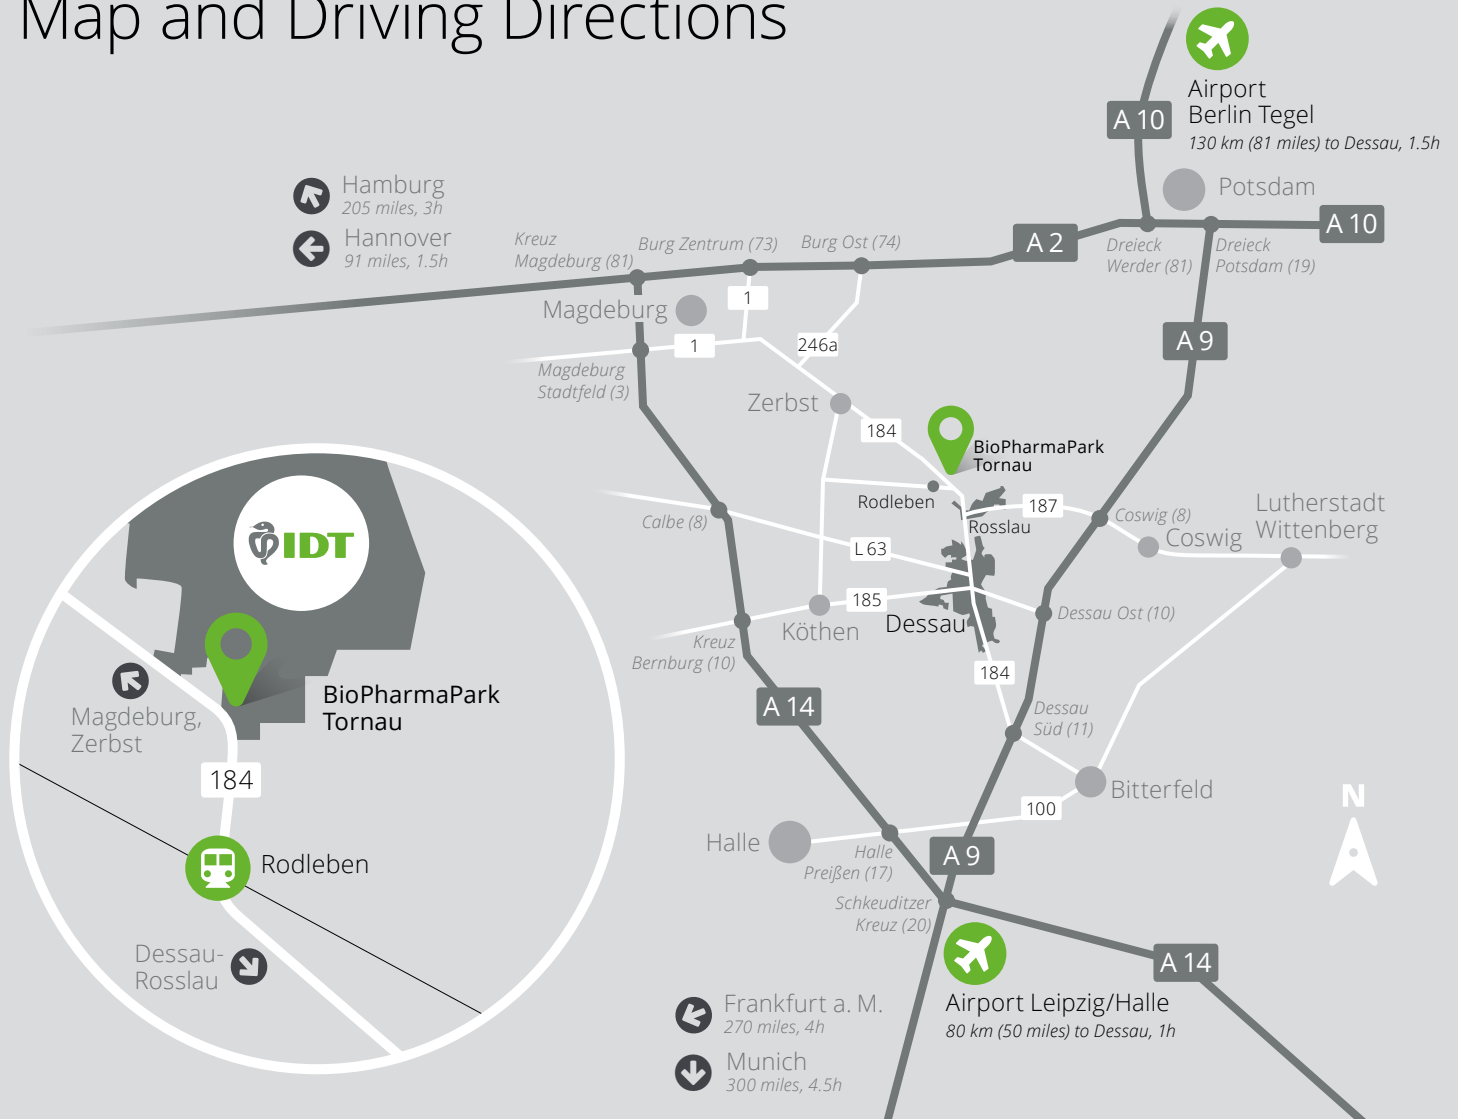 Map and Driving Directions
Airport
Berlin Tegel
130 km (81 miles) to Dessau, 1.5h
A 10
Potsdam
Hamburg
205 miles, 3h
Hannover
91 miles, 1.5h
Kreuz
Magdeburg (81)
Burg Zentrum (73)
Burg Ost (74)
A 2
Dreieck
Werder (81)
Dreieck
Potsdam (19)
A 10
Magdeburg
1
1
246a
A 9
Magdeburg
Stadtfeld (3)
Zerbst
184
BioPharmaPark
Tornau
Rodleben
Rosslau
187
Coswig (8)
Coswig
Lutherstadt
Wittenberg
Calbe (8)
L 63
185
Köthen
Dessau
Dessau Ost (10)
Kreuz
Bernburg (10)
184
A 14
Dessau
Süd (11)
Bitterfeld
100
Halle
Halle
Preißen (17)
A 9
Schkeuditzer
Kreuz (20)
A 14
Airport Leipzig/Halle
80 km (50 miles) to Dessau, 1h
Frankfurt a. M.
270 miles, 4h
Munich
300 miles, 4.5h
N
IDT
BioPharmaPark
Tornau
Magdeburg,
Zerbst
184
Rodleben
Dessau-
Rosslau